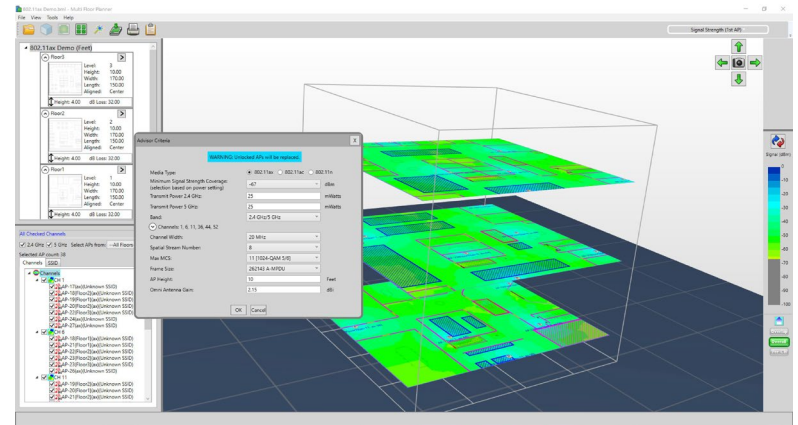 802.11ax Demo.dmi - Multi-Floor Planner
File View Tools Help
Signal Strength (1st AP)
802.11ax Demo (Feet)
Floor3
Level: 3
Height: 10.00
Width: 170.00
Length: 150.00
Aligned: Center
Height: 4.00 dB Loss: 32.00
Floor2
Level: 2
Height: 10.00
Width: 170.00
Length: 150.00
Aligned: Center
Height: 4.00 dB Loss: 32.00
Floor1
Level: 1
Height: 10.00
Width: 170.00
Length: 150.00
Aligned: Center
Height: 4.00 dB Loss: 32.00
All Checked Channels
2.4 GHz 5 GHz Select APs from: --All Floors
Selected AP count: 38
Channels SSID
Channels
CH 1
AP-17(ax)(Unknown SSID)
AP-18(Floor1)(ax)(Unknown SSID)
AP-19(Floor1)(ax)(Unknown SSID)
AP-20(Floor2)(ax)(Unknown SSID)
AP-22(Floor3)(ax)(Unknown SSID)
AP-24(ax)(Unknown SSID)
AP-27(ax)(Unknown SSID)
CH 6
AP-18(Floor3)(ax)(Unknown SSID)
AP-21(Floor1)(ax)(Unknown SSID)
AP-22(Floor2)(ax)(Unknown SSID)
AP-23(Floor3)(ax)(Unknown SSID)
AP-26(ax)(Unknown SSID)
CH 11
AP-19(Floor2)(ax)(Unknown SSID)
AP-20(Floor3)(ax)(Unknown SSID)
AP-21(Floor2)(ax)(Unknown SSID)
Advisor Criteria
X
WARNING: Unlocked APs will be replaced.
Media Type: 802.11ax 802.11ac 802.11n
Minimum Signal Strength Coverage: -67 dBm
(selection based on power setting)
Transmit Power 2.4 GHz: 25 mWatts
Transmit Power 5 GHz: 25 mWatts
Band: 2.4 GHz/5 GHz
Channels: 1, 6, 11, 36, 44, 52
Channel Width: 20 MHz
Spatial Stream Number: 8
Max MCS: 11 (1024-QAM 5/6)
Frame Size: 262143 A-MPDU
AP Height: 10 Feet
Omni Antenna Gain: 2.15 dBi
OK Cancel
Signal (dBm)
0
-10
-20
-30
-40
-50
-60
-70
-80
-90
-100